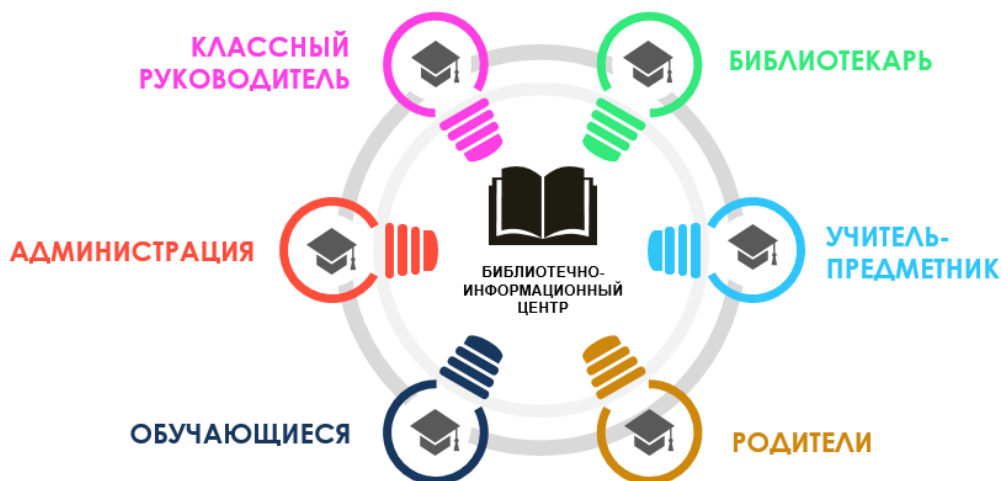 КЛАССНЫЙ
РУКОВОДИТЕЛЬ
БИБЛИОТЕКАРЬ
АДМИНИСТРАЦИЯ
УЧИТЕЛЬ-
ПРЕДМЕТНИК
БИБЛИОТЕЧНО-
ИНФОРМАЦИОННЫЙ
ЦЕНТР
ОБУЧАЮЩИЕСЯ
РОДИТЕЛИ